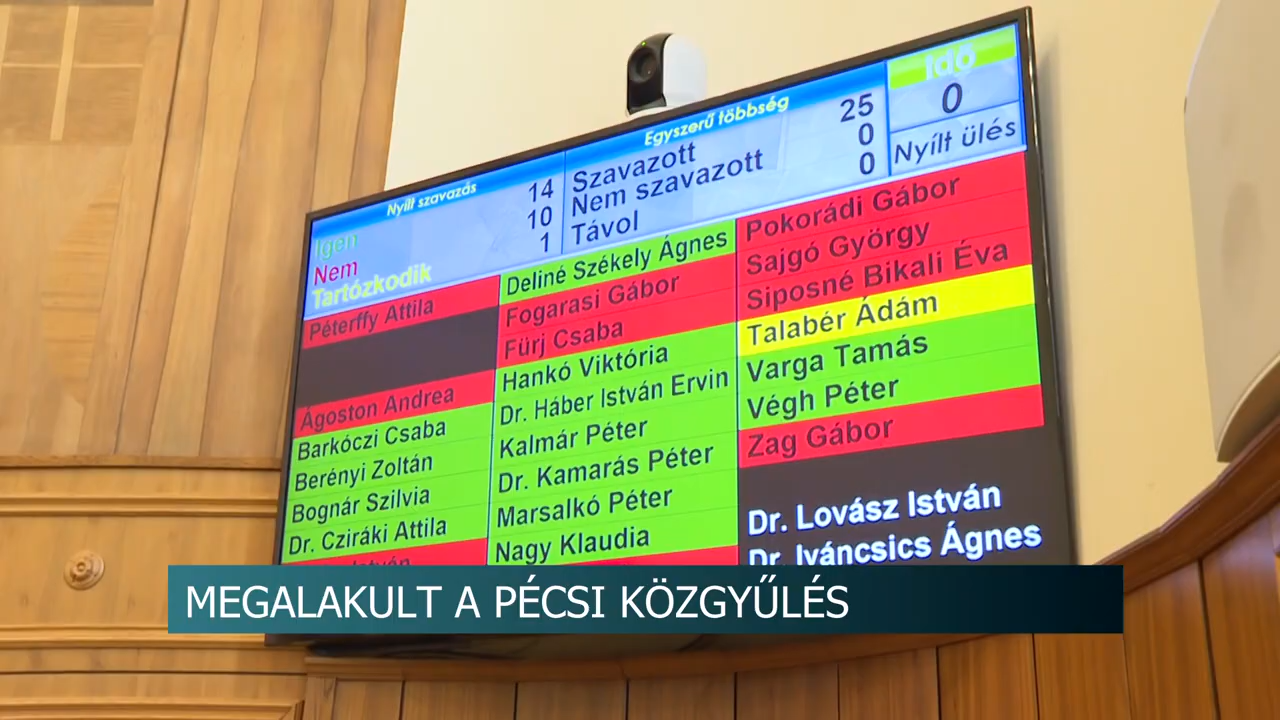 Nyílt szavazás
Igen 14
Nem 10
Tartózkodik 1
Egyszerű többség
Szavazott 25
Nem szavazott 0
Távol 0
Idő
0
Nyílt ülés
Péterffy Attila
Ágoston Andrea
Barkóczi Csaba
Berényi Zoltán
Bognár Szilvia
Dr. Cziráki Attila
István
Deliné Székely Ágnes
Fogarasi Gábor
Fürj Csaba
Hankó Viktória
Dr. Háber István Ervin
Kalmár Péter
Dr. Kamarás Péter
Marsalkó Péter
Nagy Klaudia
Pokorádi Gábor
Sajgó György
Siposné Bikali Éva
Talabér Ádám
Varga Tamás
Végh Péter
Zag Gábor
Dr. Lovász István
Dr. Iváncsics Ágnes
MEGALAKULT A PÉCSI KÖZGYŰLÉS